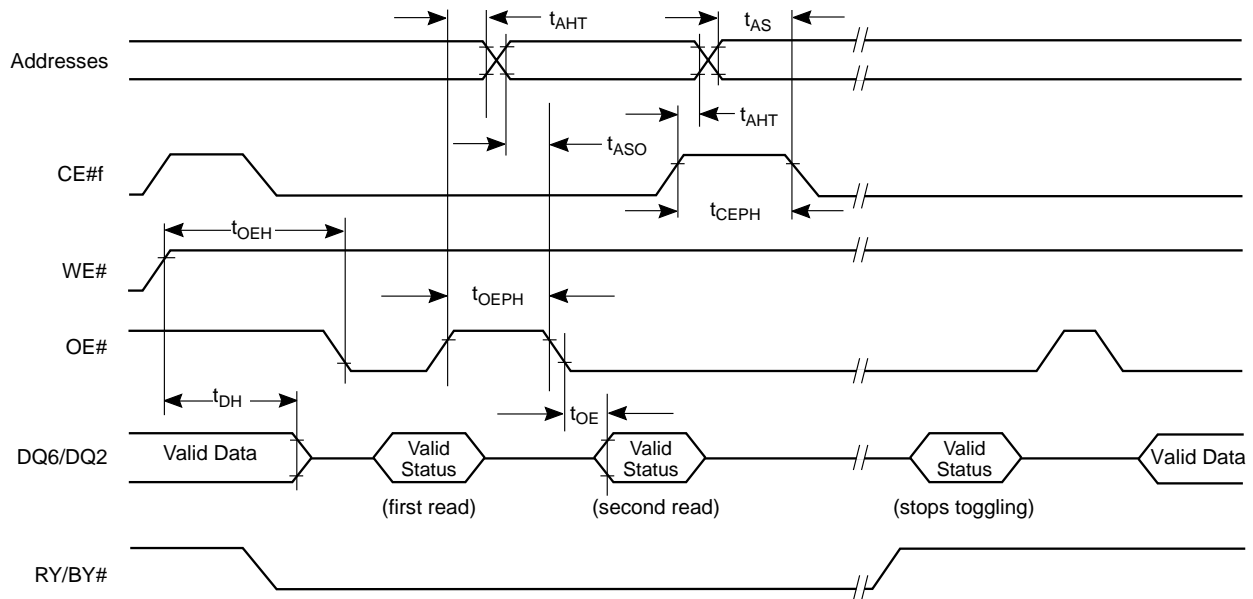 tAHT
tAS
Addresses
tAHT
tASO
CE#f
tCEPH
tOEH
WE#
tOEPH
OE#
tDH
tOE
DQ6/DQ2
Valid Data
Valid
Status
Valid
Status
Valid
Status
Valid Data
(first read)
(second read)
(stops toggling)
RY/BY#